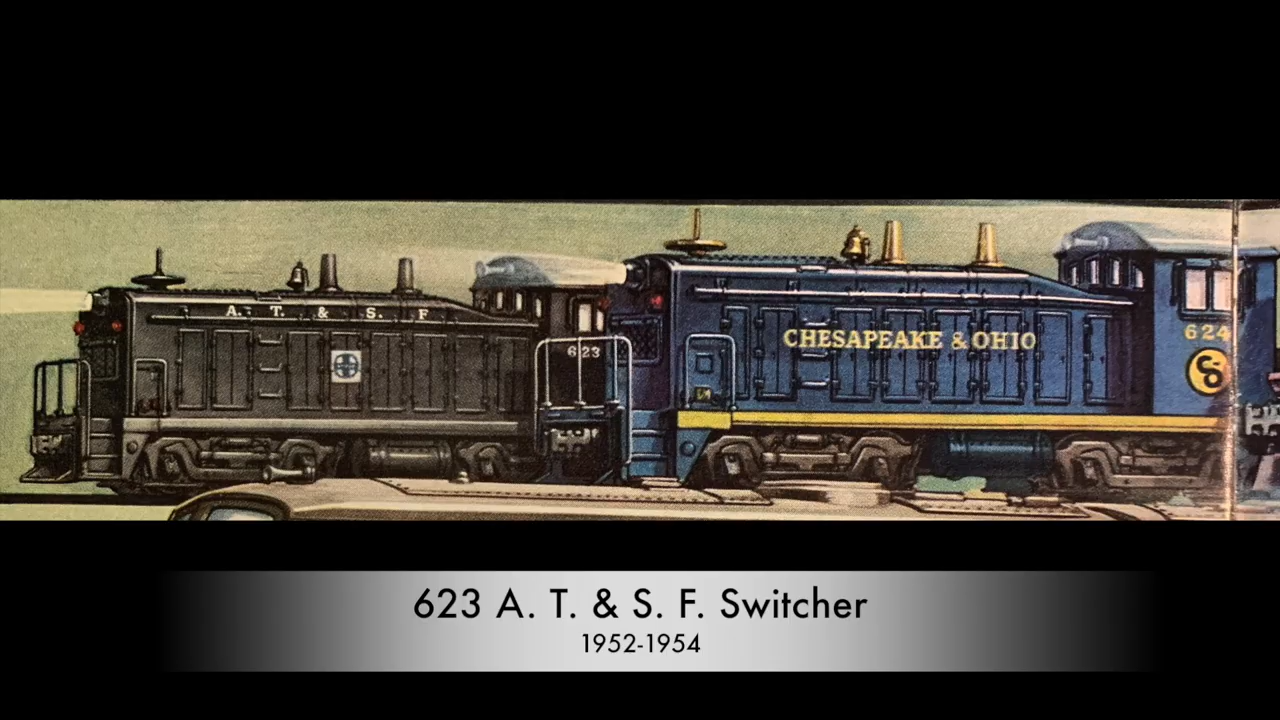 A. T. & S. F
623
CHESAPEAKE & OHIO
624
623 A. T. & S. F. Switcher
1952-1954